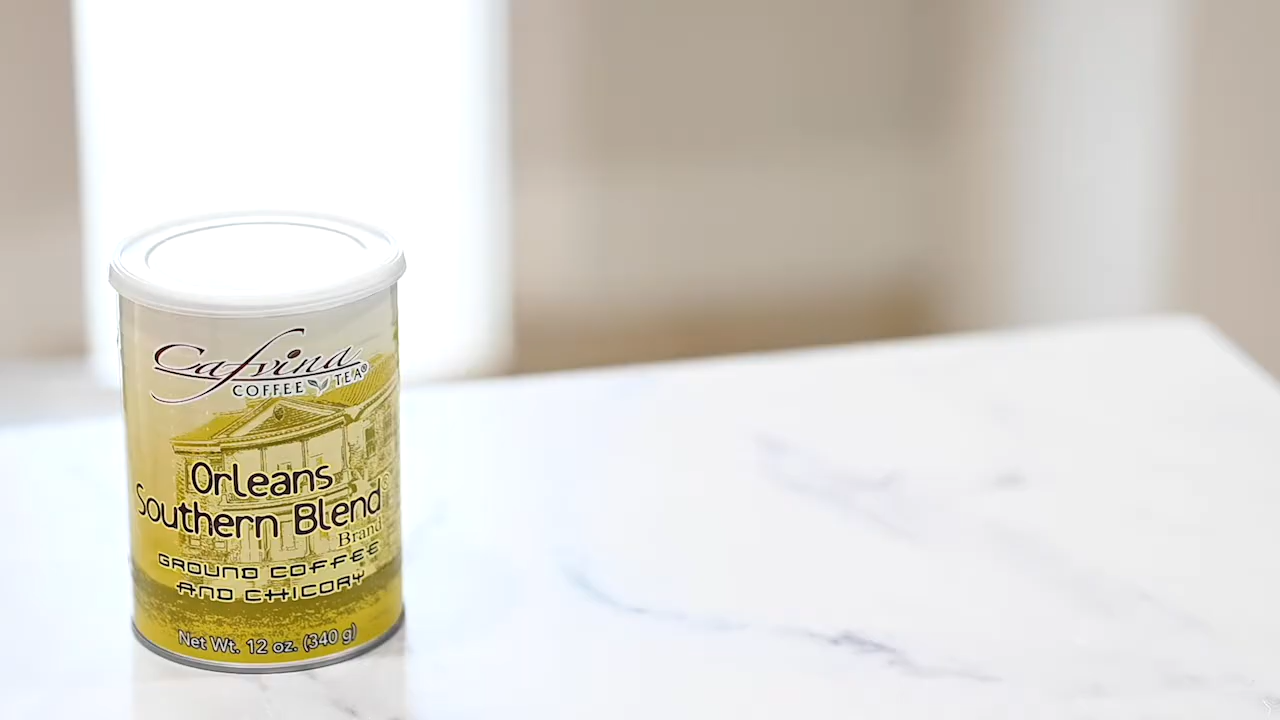 Cafvina
COFFEE TEA®
Orleans
Southern Blend®
Brand
GROUND COFFEE
AND CHICORY
Net Wt. 12 oz. (340 g)